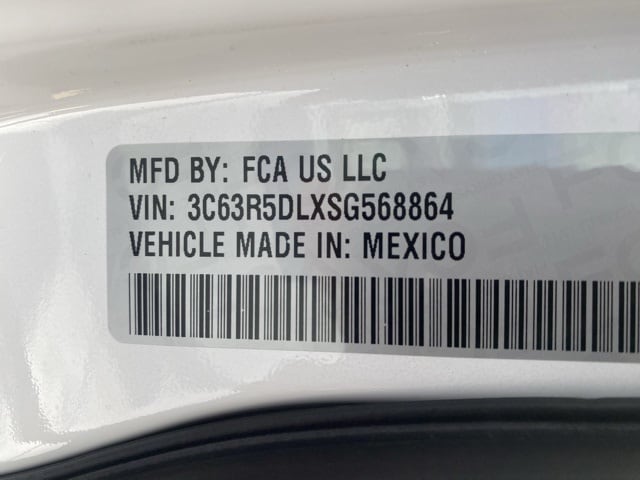 MFD BY: FCA US LLC
VIN: 3C63R5DLXSG568864
VEHICLE MADE IN: MEXICO